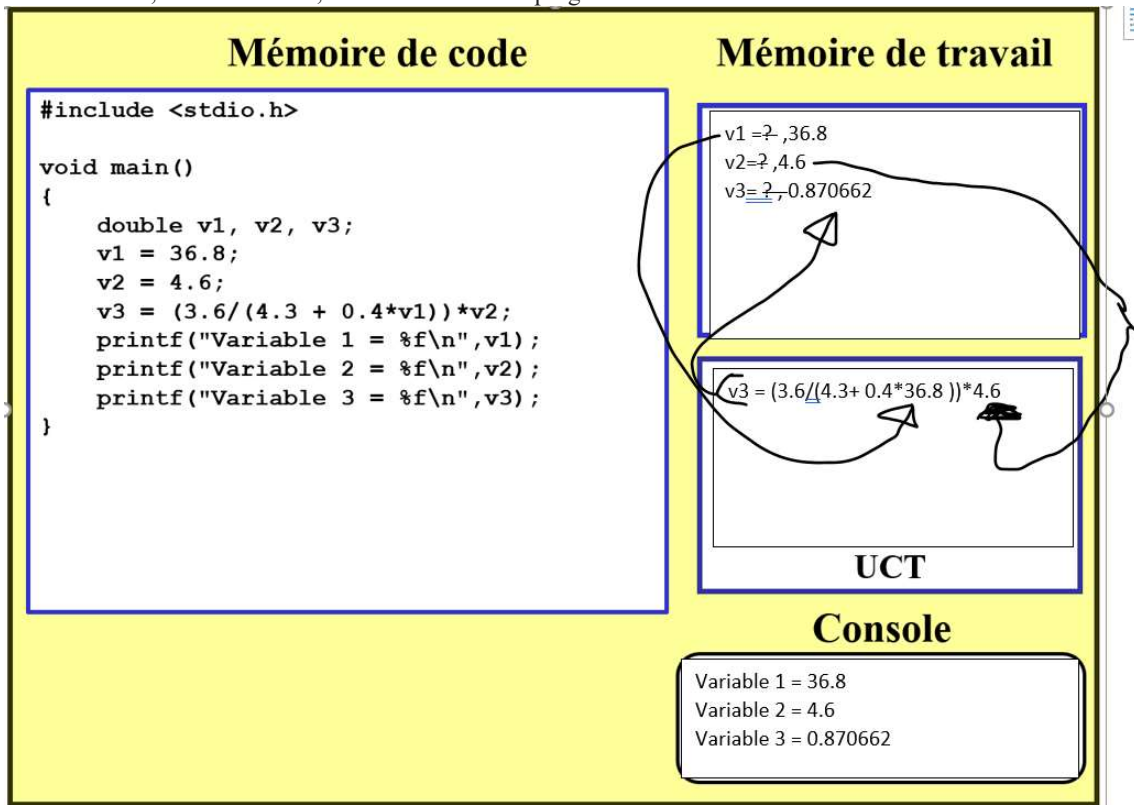 Mémoire de code
#include <stdio.h>
void main()
{
double v1, v2, v3;
v1 = 36.8;
v2 = 4.6;
v3 = (3.6/(4.3 + 0.4*v1))*v2;
printf("Variable 1 = %f\n",v1);
printf("Variable 2 = %f\n",v2);
printf("Variable 3 = %f\n",v3);
}
Mémoire de travail
v1 =? ,36.8
v2=? ,4.6
v3= ? , 0.870662
v3 = (3.6/(4.3+ 0.4*36.8 ))*4.6
UCT
Console
Variable 1 = 36.8
Variable 2 = 4.6
Variable 3 = 0.870662